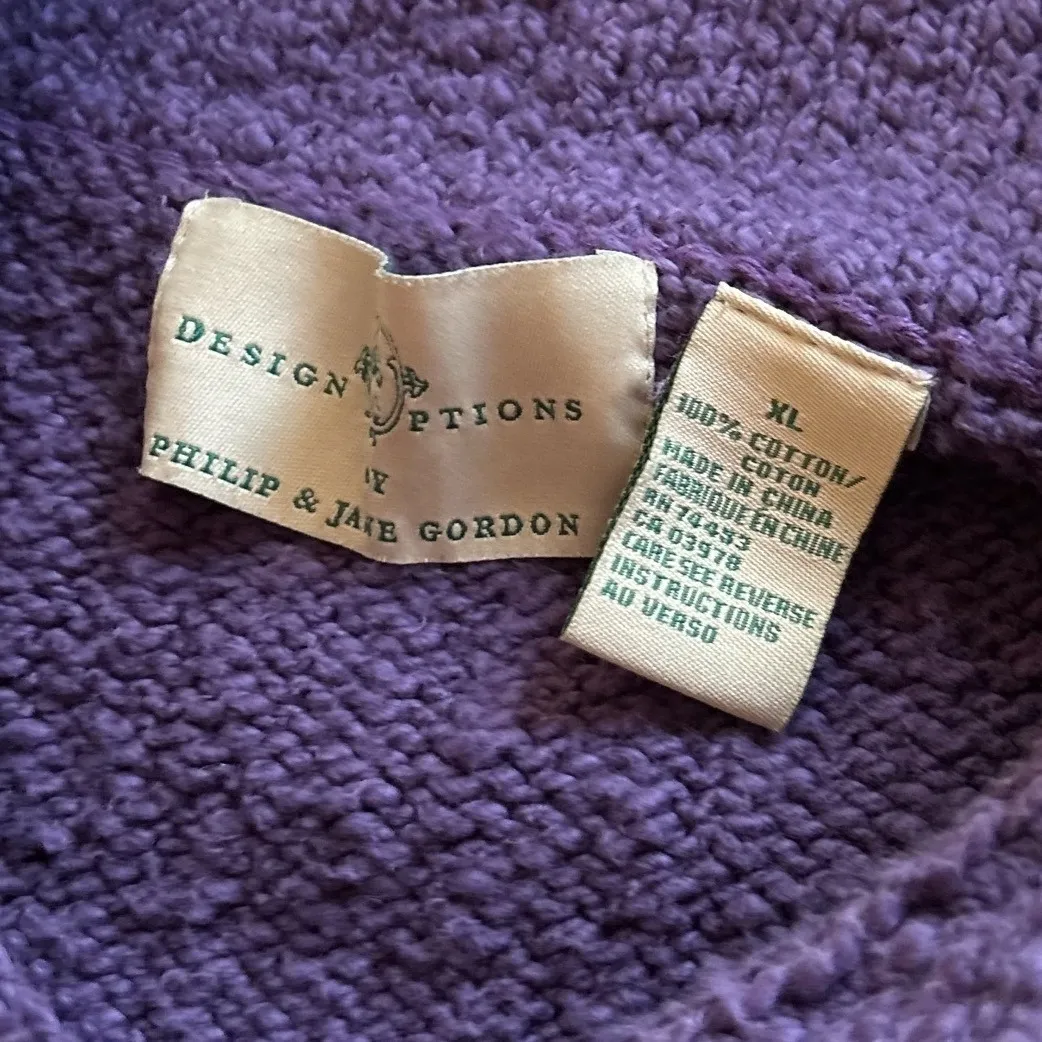 DESIGN OPTIONS
BY
PHILIP & JANE GORDON
XL
100% COTTON/
COTON
MADE IN CHINA
FABRIQUE EN CHINE
RN 74493
CA 03978
CARE SEE REVERSE
INSTRUCTIONS
AU VERSO